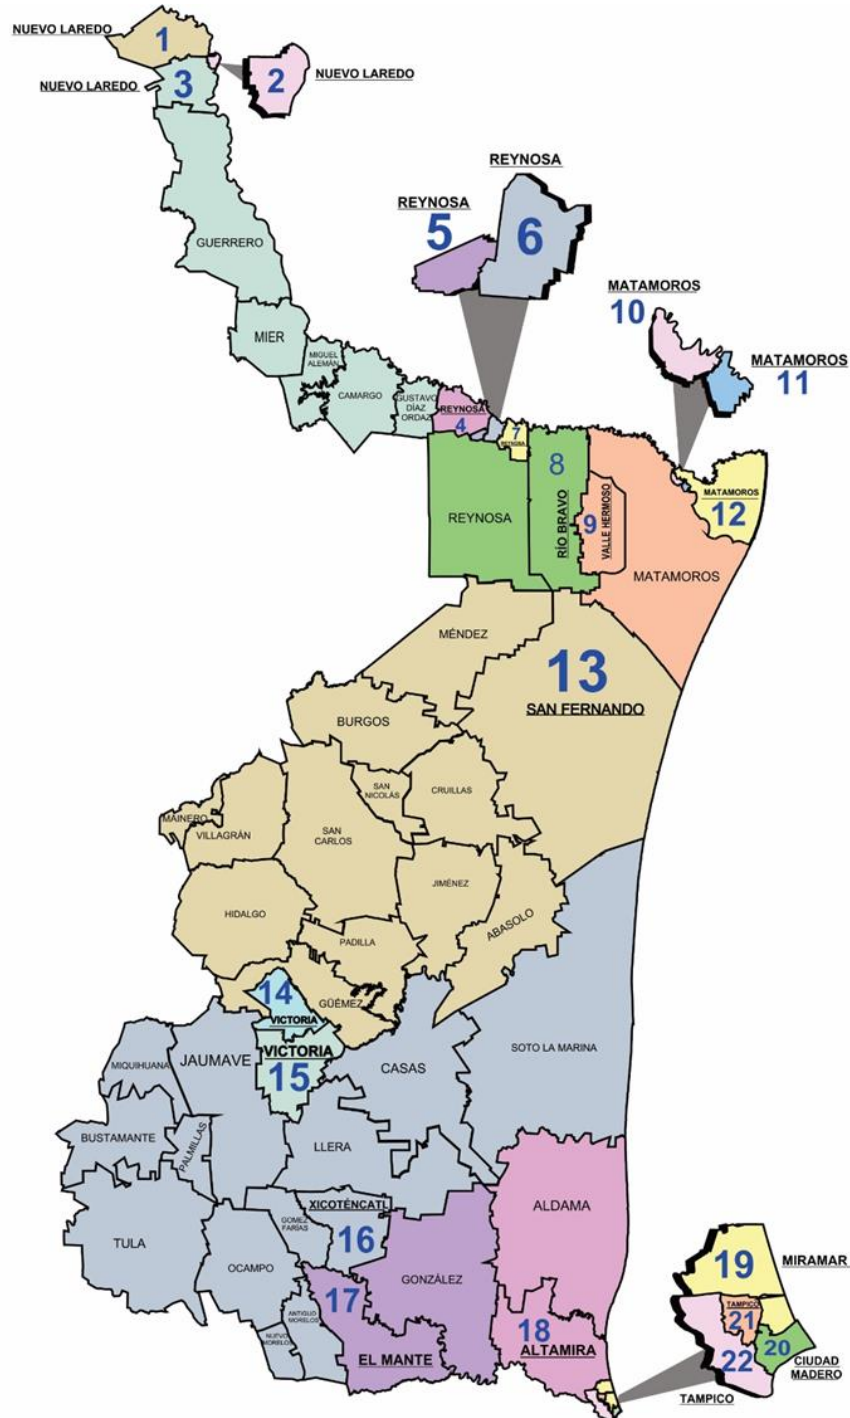 NUEVO LAREDO
1
NUEVO LAREDO
3
2
NUEVO LAREDO
GUERRERO
MIER
MIGUEL
ALEMÁN
CAMARGO
GUSTAVO
DÍAZ
ORDAZ
REYNOSA
4
REYNOSA
5
REYNOSA
6
7
REYNOSA
REYNOSA
8
RÍO BRAVO
9
VALLE HERMOSO
MATAMOROS
10
MATAMOROS
11
MATAMOROS
12
MATAMOROS
MÉNDEZ
13
SAN FERNANDO
BURGOS
SAN
NICOLÁS
CRUILLAS
MAINERO
VILLAGRÁN
SAN
CARLOS
JIMÉNEZ
HIDALGO
ABASOLO
PADILLA
GÜÉMEZ
14
VICTORIA
VICTORIA
15
JAUMAVE
MIQUIHUANA
CASAS
SOTO LA MARINA
BUSTAMANTE
PALMILLAS
LLERA
XICOTÉNCATL
16
GOMEZ
FARÍAS
TULA
OCAMPO
ALDAMA
GONZÁLEZ
17
EL MANTE
ANTIGUO
MORELOS
NUEVO
MORELOS
18
ALTAMIRA
19
MIRAMAR
TAMPICO
21
20
CIUDAD
MADERO
22
TAMPICO